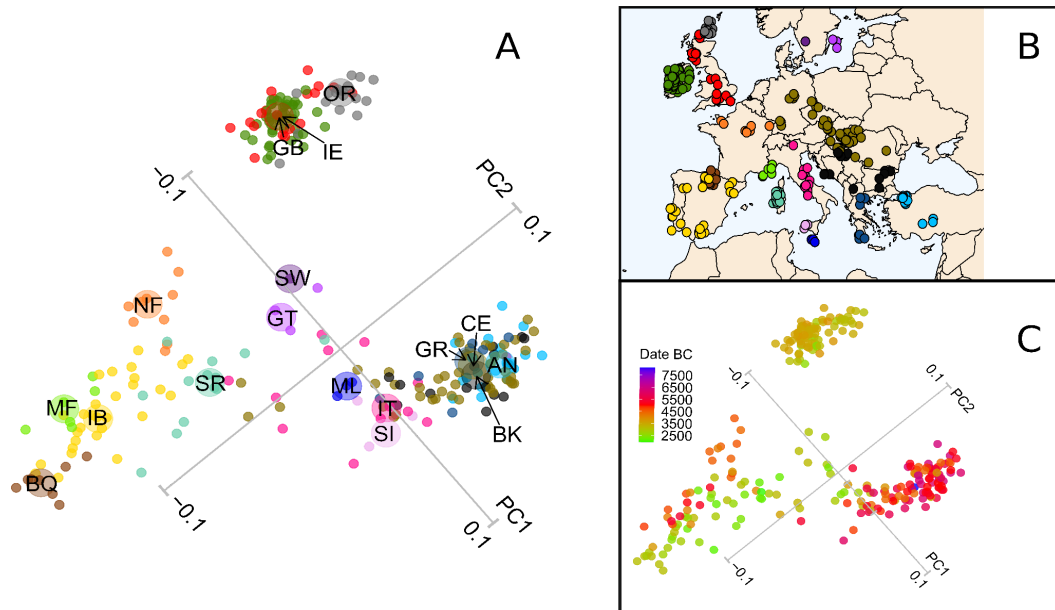 A
OR
GB
IE
−0.1
PC2
0.1
SW
NF
GT
CE
GR
AN
SR
ML
MF
IB
IT
SI
BK
BQ
−0.1
PC1
0.1
B
C
Date BC
7500
6500
4500
3500
2500
−0.1
0.1
PC2
−0.1
PC1
0.1